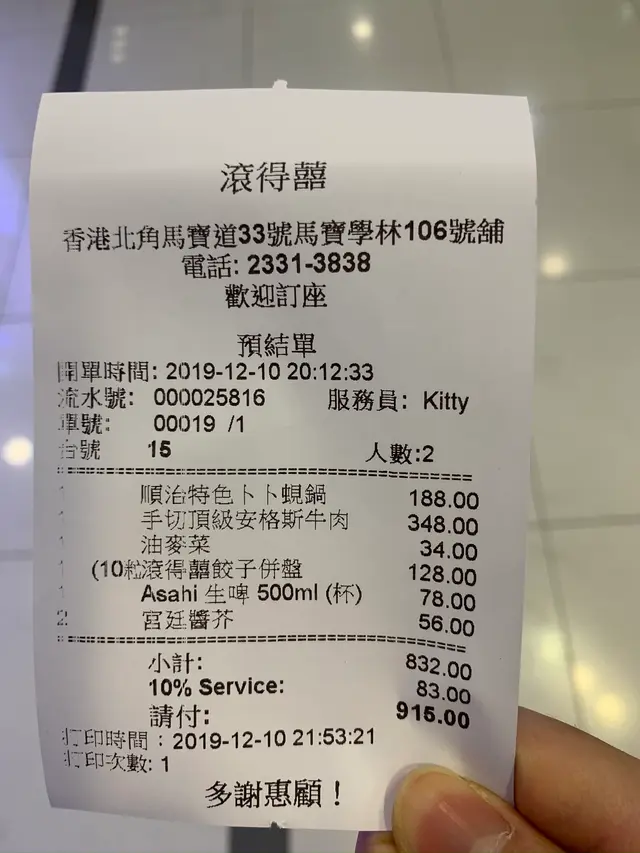 滾得囍
香港北角馬寶道33號馬寶學林106號舖
電話: 2331-3838
歡迎訂座
預結單
開單時間: 2019-12-10 20:12:33
流水號: 000025816 服務員: Kitty
單號: 00019 /1
台號 15 人數:2
1 順治特色卜卜蜆鍋 188.00
1 手切頂級安格斯牛肉 348.00
1 油麥菜 34.00
1 (10粒滾得囍餃子併盤 128.00
1 Asahi 生啤 500ml (杯) 78.00
2 宮廷醬芥 56.00
小計: 832.00
10% Service: 83.00
請付: 915.00
打印時間：2019-12-10 21:53:21
打印次數: 1
多謝惠顧！